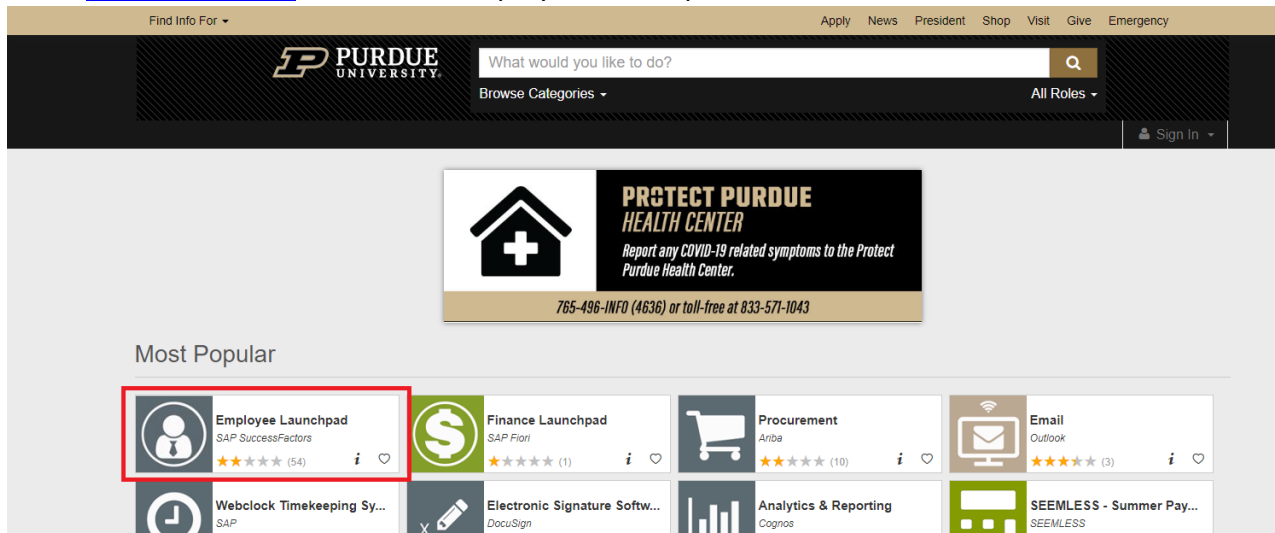 Find Info For
Apply News President Shop Visit Give Emergency
PURDUE
UNIVERSITY.
What would you like to do?
Browse Categories
All Roles
Sign In
PROTECT PURDUE
HEALTH CENTER
Report any COVID-19 related symptoms to the Protect
Purdue Health Center.
765-496-INFO (4636) or toll-free at 833-571-1043
Most Popular
Employee Launchpad
SAP SuccessFactors
(54) i
Finance Launchpad
SAP Fiori
(1) i
Procurement
Ariba
(10) i
Email
Outlook
(3) i
Webclock Timekeeping Sy...
SAP
Electronic Signature Softw...
DocuSign
Analytics & Reporting
Cognos
SEEMLESS - Summer Pay...
SEEMLESS